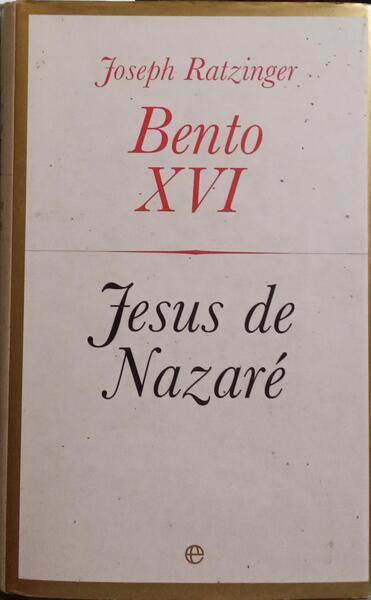 Joseph Ratzinger
Bento
XVI
Jesus de
Nazaré
e